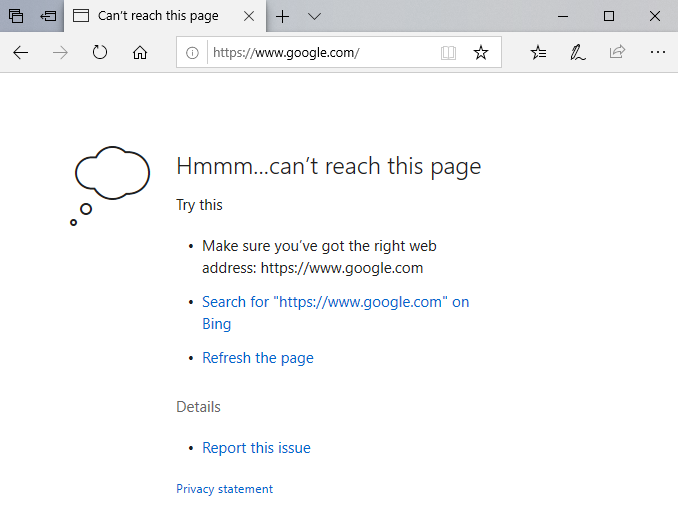 Can't reach this page
https://www.google.com/
Hmmm...can't reach this page
Try this
• Make sure you've got the right web
address: https://www.google.com
• Search for "https://www.google.com" on
Bing
• Refresh the page
Details
• Report this issue
Privacy statement